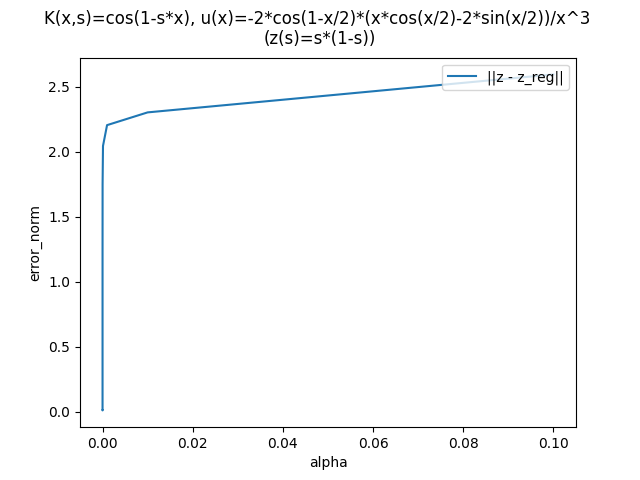 K(x,s)=cos(1-s*x), u(x)=-2*cos(1-x/2)*(x*cos(x/2)-2*sin(x/2))/x^3
(z(s)=s*(1-s))
||z - z_reg||
2.5
2.0
1.5
1.0
0.5
0.0
error_norm
0.00 0.02 0.04 0.06 0.08 0.10
alpha